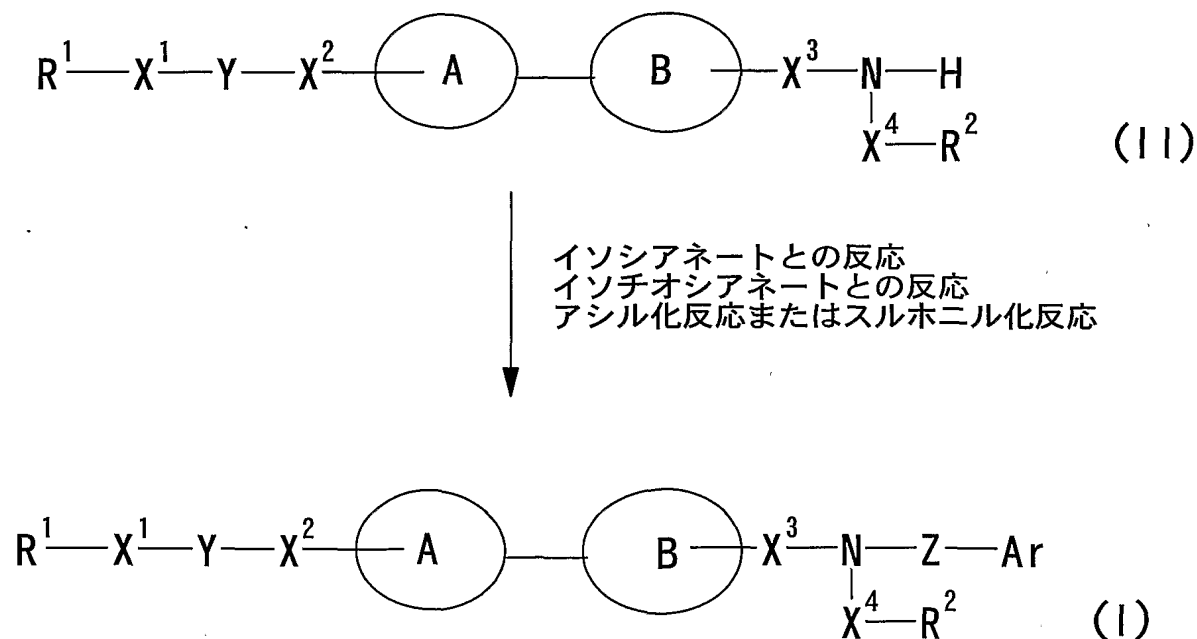 R¹—X¹—Y—X²—A—B—X³—N—H
X⁴—R²
(II)
イソシアネートとの反応
イソチオシアネートとの反応
アシル化反応またはスルホニル化反応
R¹—X¹—Y—X²—A—B—X³—N—Z—Ar
X⁴—R²
(I)